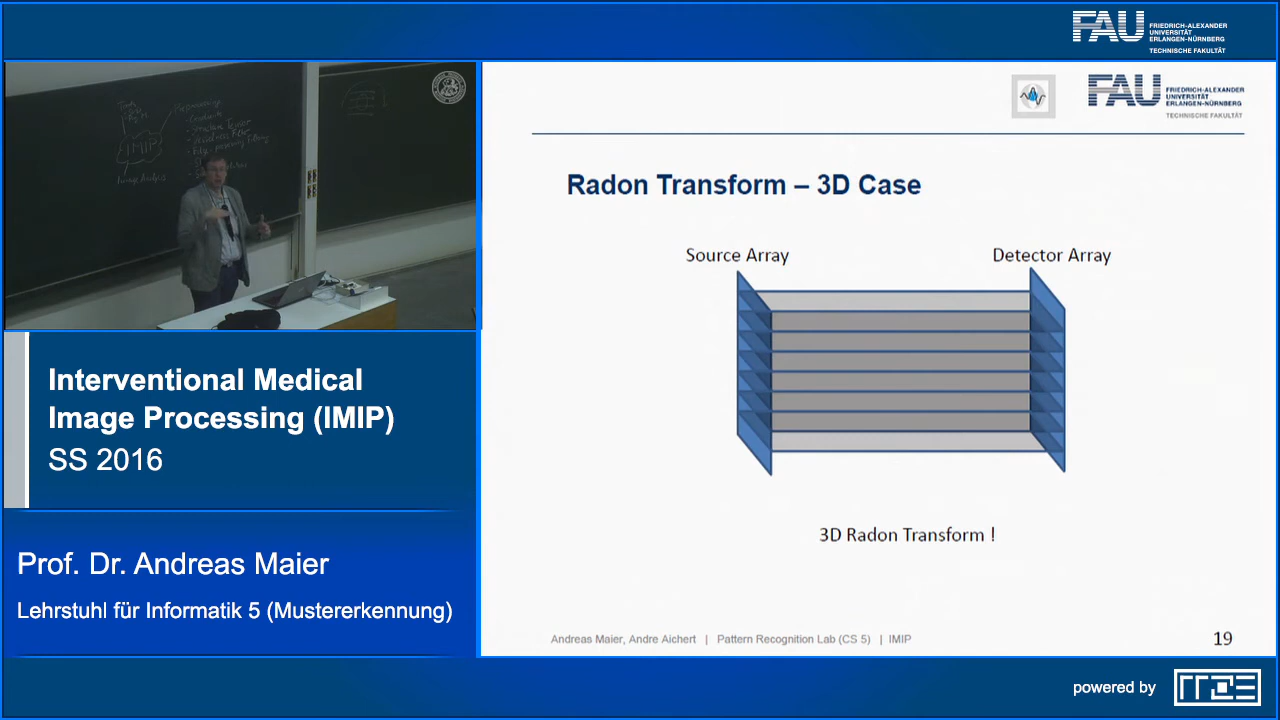 FAU
FRIEDRICH-ALEXANDER
UNIVERSITÄT
ERLANGEN-NÜRNBERG
TECHNISCHE FAKULTÄT
IMIP
Interventional Medical
Image Processing (IMIP)
SS 2016
Prof. Dr. Andreas Maier
Lehrstuhl für Informatik 5 (Mustererkennung)
FAU
FRIEDRICH-ALEXANDER
UNIVERSITÄT
ERLANGEN-NÜRNBERG
TECHNISCHE FAKULTÄT
Radon Transform – 3D Case
Source Array
Detector Array
3D Radon Transform !
Andreas Maier, Andre Aichert | Pattern Recognition Lab (CS 5) | IMIP
19
powered by